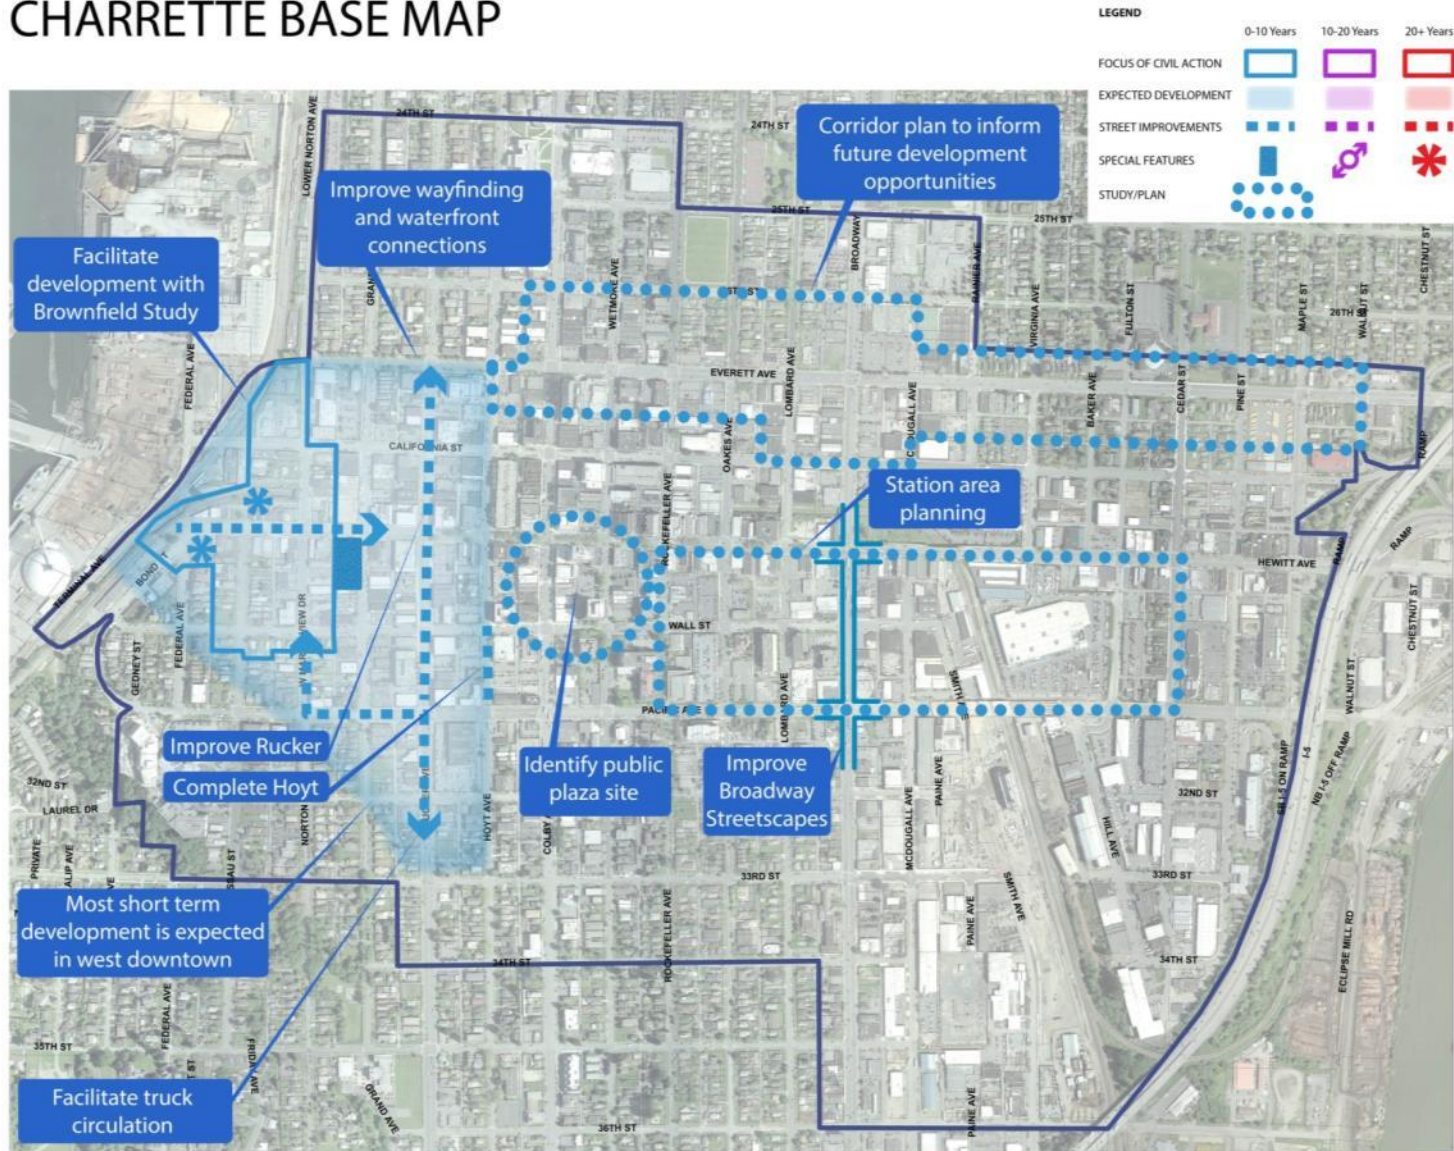 CHARRETTE BASE MAP
LEGEND
0-10 Years
10-20 Years
20+ Years
FOCUS OF CIVIL ACTION
EXPECTED DEVELOPMENT
STREET IMPROVEMENTS
SPECIAL FEATURES
STUDY/PLAN
24TH ST
24TH ST
LOWER NORTON AVE
Corridor plan to inform
future development
opportunities
Improve wayfinding
and waterfront
connections
25TH ST
25TH ST
BROADWAY
Facilitate
development with
Brownfield Study
WETMORE AVE
RAINIER AVE
VIRGINIA AVE
FULTON ST
MAPLE ST
26TH ST
WALNUT ST
CHESTNUT ST
FEDERAL AVE
EVERETT AVE
LOMBARD AVE
BAKER AVE
CEDAR ST
PINE ST
CALIFORNIA ST
OAKES AVE
RAMP
Station area
planning
HEWITT AVE
RAMP
RAMP
TERMINAL AVE
BOND
FEDERAL AVE
GEDNEY ST
WALL ST
CHESTNUT ST
WALNUT ST
LOMBARD AVE
Improve Rucker
Complete Hoyt
Identify public
plaza site
Improve
Broadway
Streetscapes
PAINE AVE
32ND ST
SB I-5 ON RAMP
I-5
NB I-5 OFF RAMP
32ND ST
LAUREL DR
NORTON
HOYT AVE
COLBY
MCDOUGALL AVE
HILL AVE
PRIVATE
ALIP AVE
33RD ST
33RD ST
SMITH AVE
Most short term
development is expected
in west downtown
ROCKEFELLER AVE
PAINE AVE
ECLIPSE MILL RD
34TH ST
34TH ST
FEDERAL AVE
35TH ST
GRAND AVE
Facilitate truck
circulation
36TH ST
PAINE AVE